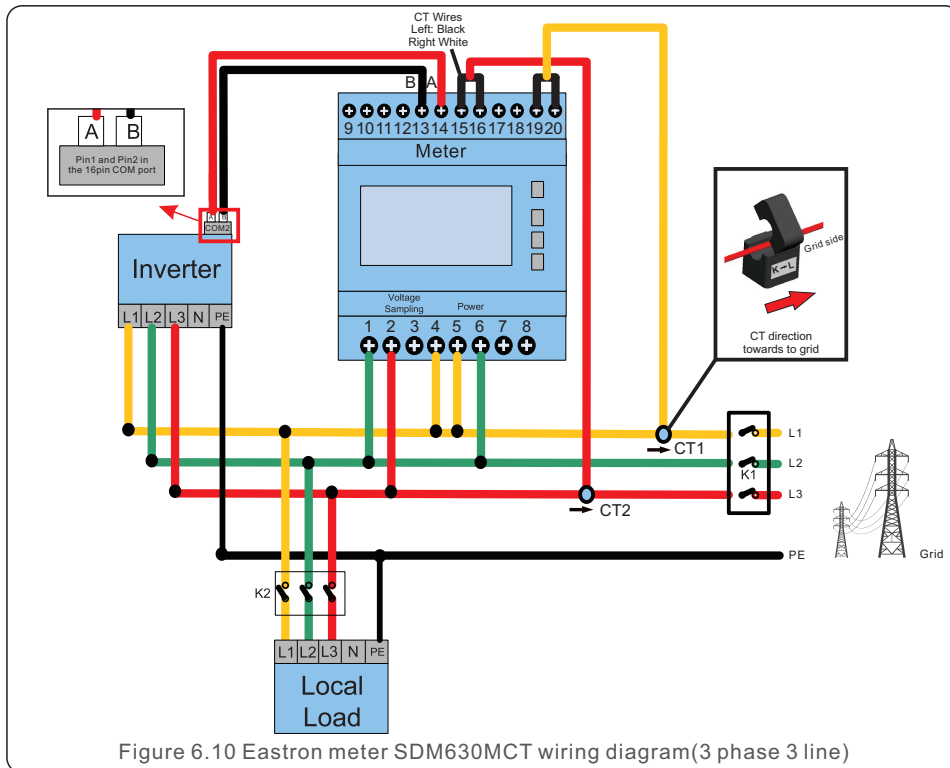 CT Wires
Left: Black
Right White
B A
9 10 11 12 13 14 15 16 17 18 19 20
Meter
A B
Pin1 and Pin2 in
the 16pin COM port
A B
COM2
Inverter
L1 L2 L3 N PE
Voltage
Sampling
Power
1 2 3 4 5 6 7 8
Grid side
K→L
CT direction
towards to grid
L1
CT1
L2
K1
L3
CT2
PE
Grid
K2
L1 L2 L3 N PE
Local
Load
Figure 6.10 Eastron meter SDM630MCT wiring diagram(3 phase 3 line)